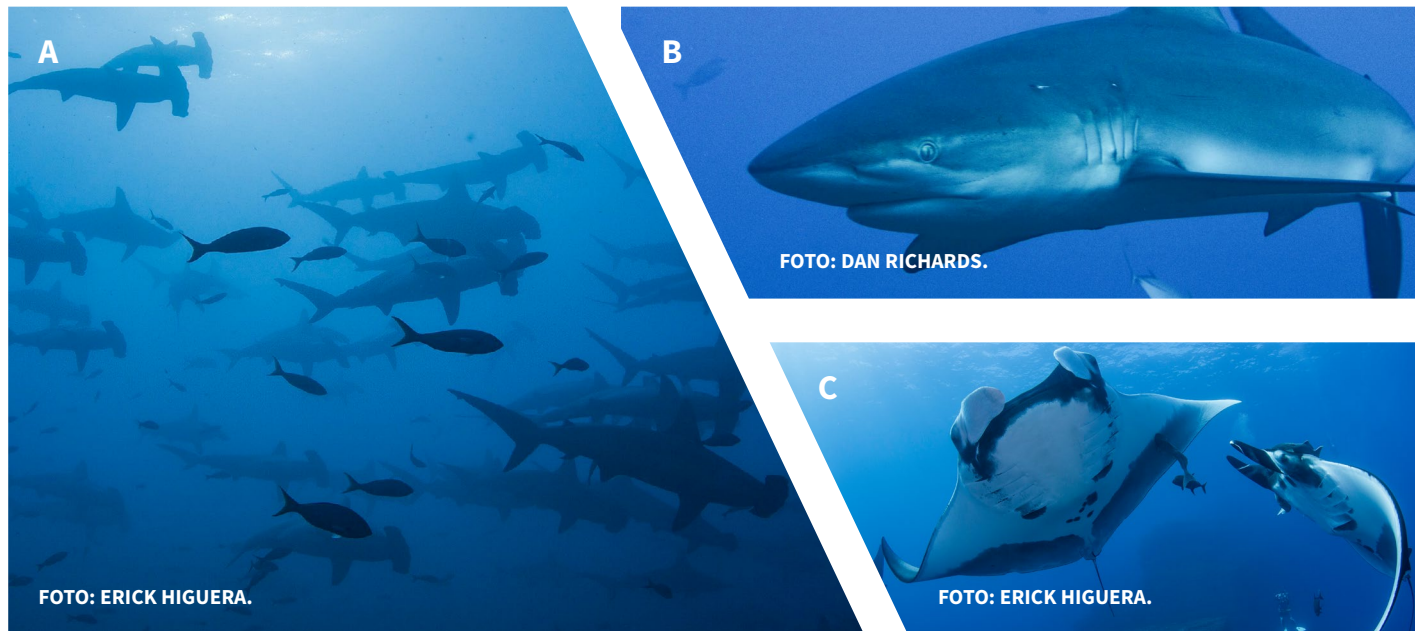 A
FOTO: ERICK HIGUERA.
B
FOTO: DAN RICHARDS.
C
FOTO: ERICK HIGUERA.